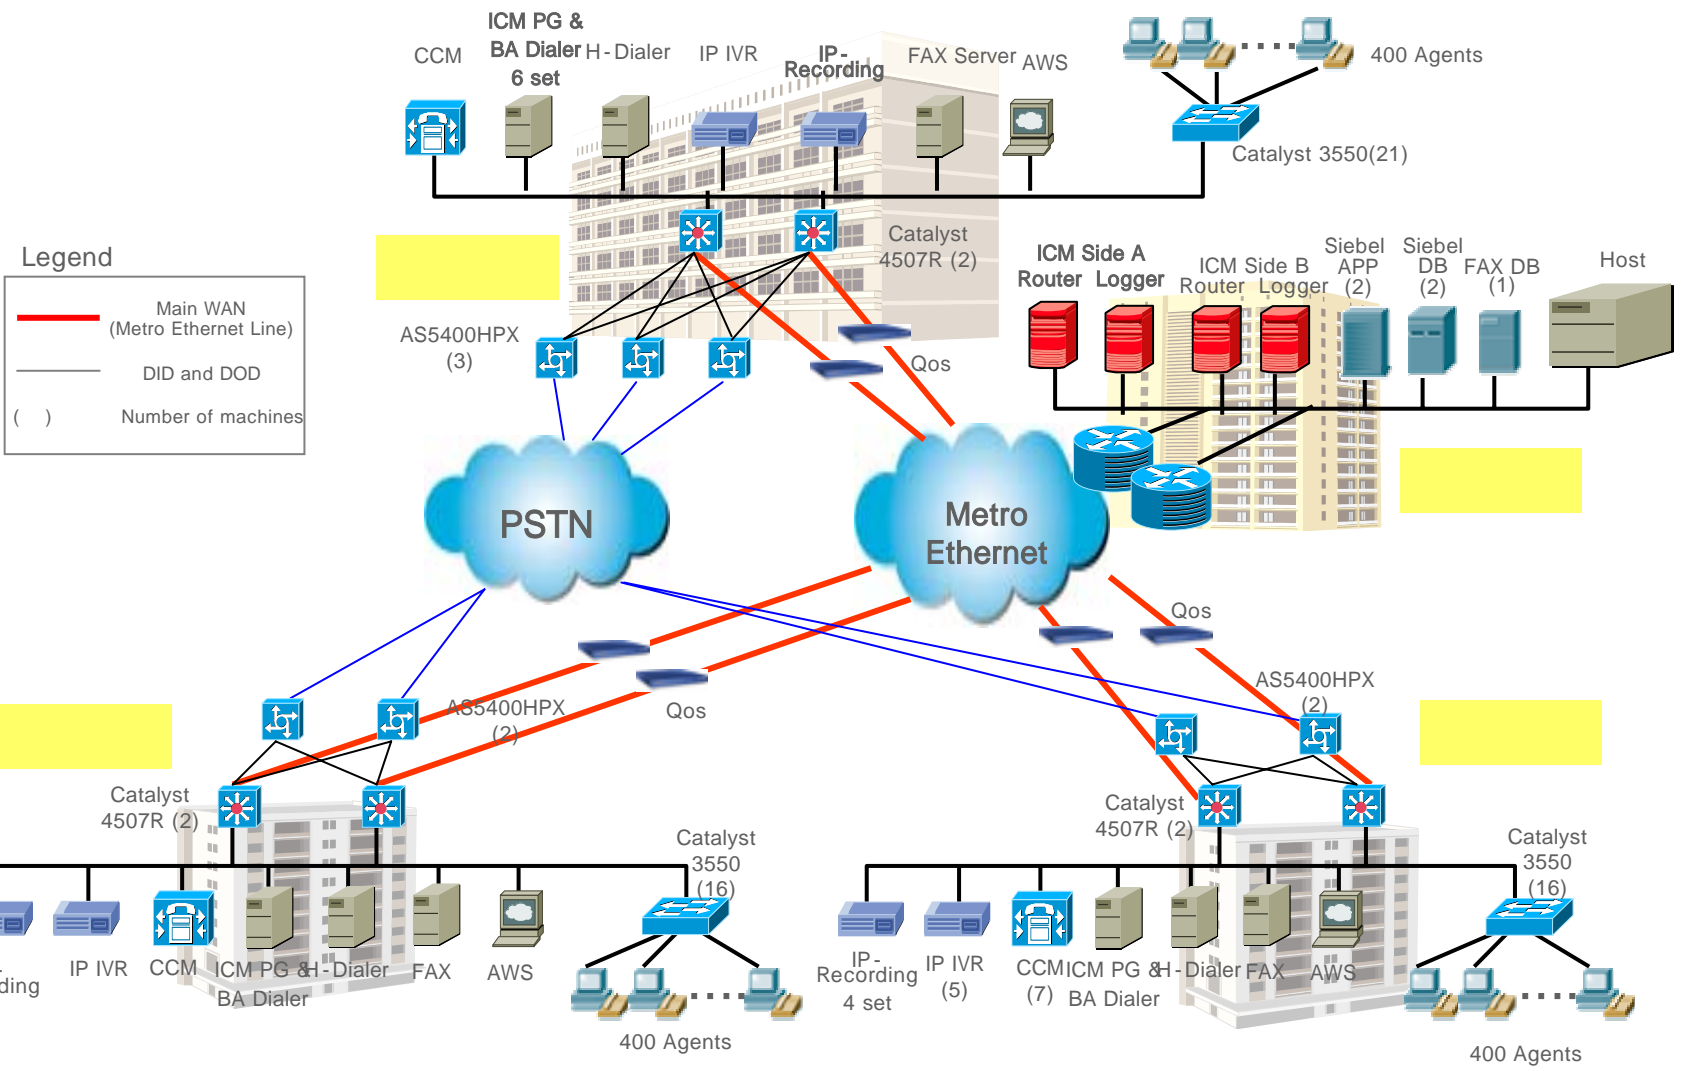 ICM PG &
BA Dialer
6 set
CCM
H-Dialer
IP IVR
IP-
Recording
FAX Server
AWS
400 Agents
Catalyst 3550(21)
Catalyst
4507R (2)
Legend
Main WAN
(Metro Ethernet Line)
DID and DOD
( ) Number of machines
AS5400HPX
(3)
Qos
ICM Side A
Router Logger
ICM Side B
Router Logger
Siebel
APP
(2)
Siebel
DB
(2)
FAX DB
(1)
Host
PSTN
Metro
Ethernet
Qos
AS5400HPX
(2)
Qos
AS5400HPX
(2)
Catalyst
4507R (2)
Catalyst
3550
(16)
Catalyst
4507R (2)
Catalyst
3550
(16)
-
ding
IP IVR
CCM
ICM PG &
BA Dialer
H-Dialer
FAX
AWS
400 Agents
IP-
Recording
4 set
IP IVR
(5)
CCM
(7)
ICM PG &
BA Dialer
H-Dialer
FAX
AWS
400 Agents